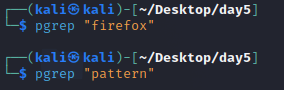 ┌──(kali㉿kali)-[~/Desktop/day5]
└─$ pgrep "firefox"
┌──(kali㉿kali)-[~/Desktop/day5]
└─$ pgrep "pattern"